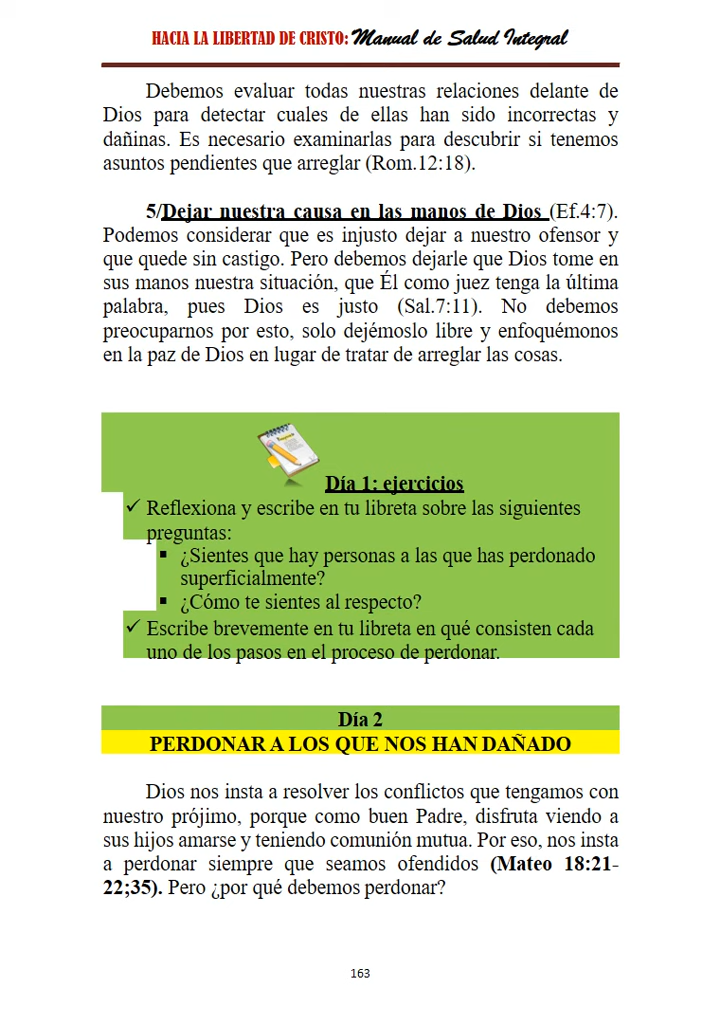 HACIA LA LIBERTAD DE CRISTO: Manual de Salud Integral
Debemos evaluar todas nuestras relaciones delante de
Dios para detectar cuales de ellas han sido incorrectas y
dañinas. Es necesario examinarlas para descubrir si tenemos
asuntos pendientes que arreglar (Rom.12:18).
5/Dejar nuestra causa en las manos de Dios (Ef.4:7).
Podemos considerar que es injusto dejar a nuestro ofensor y
que quede sin castigo. Pero debemos dejarle que Dios tome en
sus manos nuestra situación, que Él como juez tenga la última
palabra, pues Dios es justo (Sal.7:11). No debemos
preocuparnos por esto, solo dejémoslo libre y enfoquémonos
en la paz de Dios en lugar de tratar de arreglar las cosas.
Día 1: ejercicios
✓ Reflexiona y escribe en tu libreta sobre las siguientes
preguntas:
▪ ¿Sientes que hay personas a las que has perdonado
superficialmente?
▪ ¿Cómo te sientes al respecto?
✓ Escribe brevemente en tu libreta en qué consisten cada
uno de los pasos en el proceso de perdonar.
Día 2
PERDONAR A LOS QUE NOS HAN DAÑADO
Dios nos insta a resolver los conflictos que tengamos con
nuestro prójimo, porque como buen Padre, disfruta viendo a
sus hijos amarse y teniendo comunión mutua. Por eso, nos insta
a perdonar siempre que seamos ofendidos (Mateo 18:21-
22;35). Pero ¿por qué debemos perdonar?
163